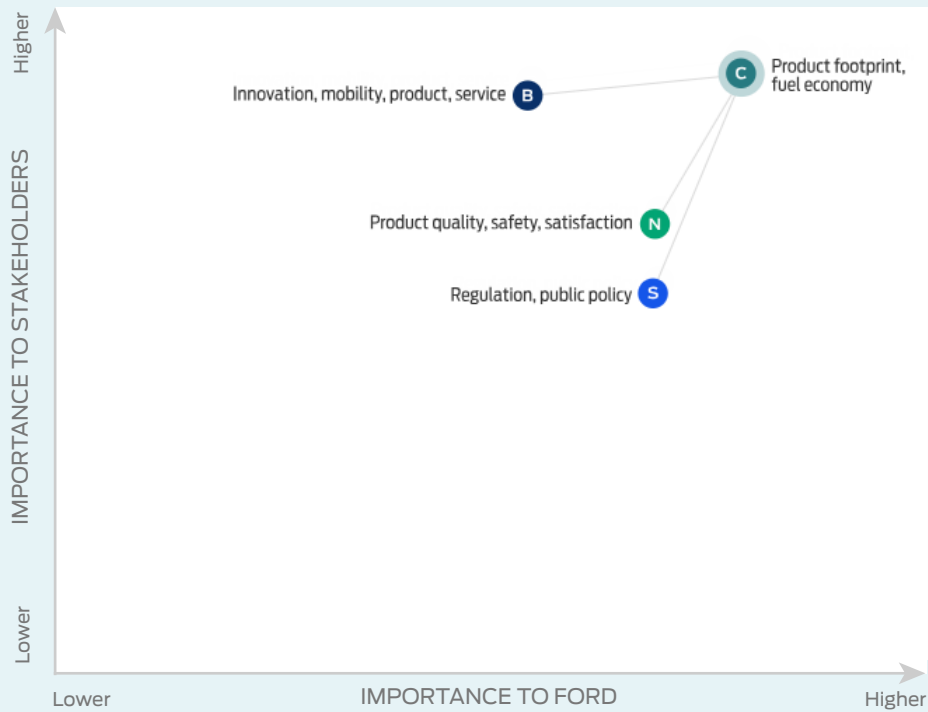 Higher
IMPORTANCE TO STAKEHOLDERS
Lower
C
Product footprint,
fuel economy
Innovation, mobility, product, service
B
Product quality, safety, satisfaction
N
Regulation, public policy
S
Lower
IMPORTANCE TO FORD
Higher